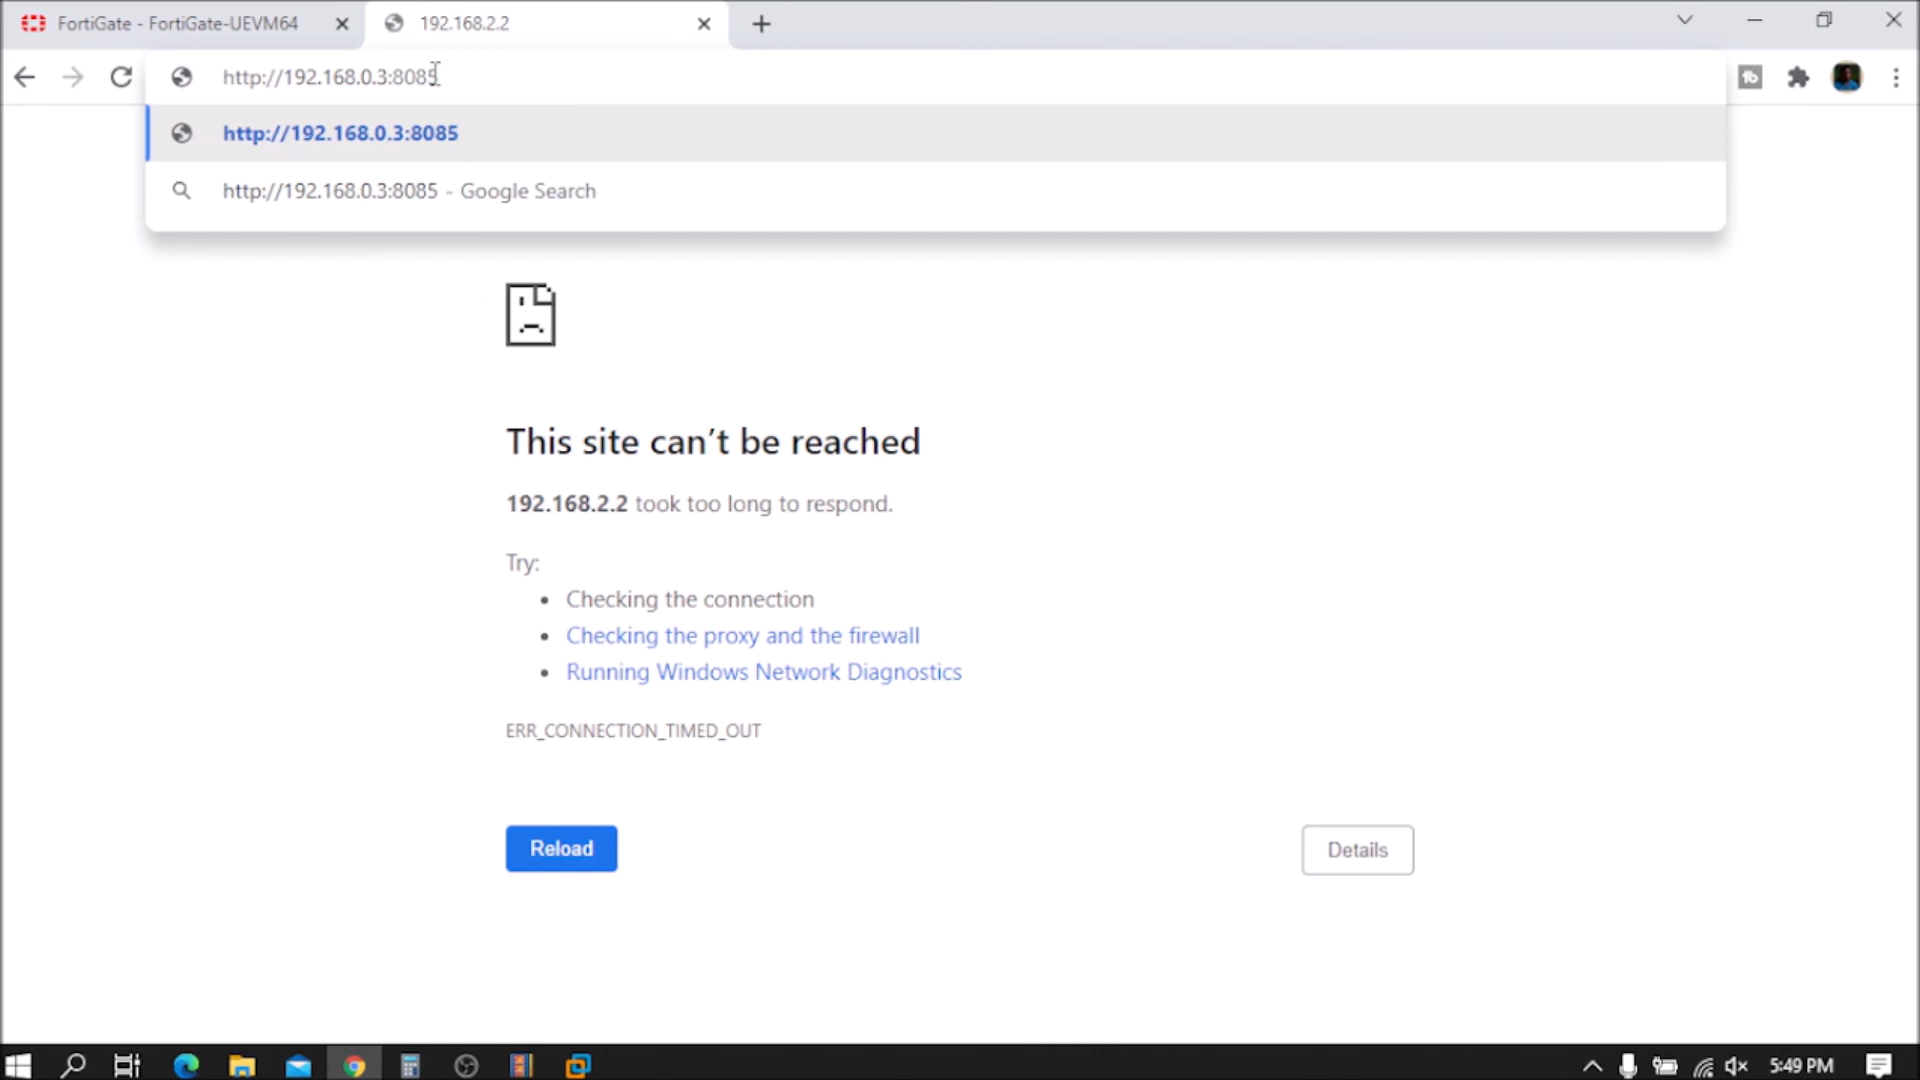 FortiGate - FortiGate-UEVM64
192.168.2.2
http://192.168.0.3:8085
http://192.168.0.3:8085
http://192.168.0.3:8085 - Google Search
This site can't be reached
192.168.2.2 took too long to respond.
Try:
Checking the connection
Checking the proxy and the firewall
Running Windows Network Diagnostics
ERR_CONNECTION_TIMED_OUT
Reload
Details
5:49 PM